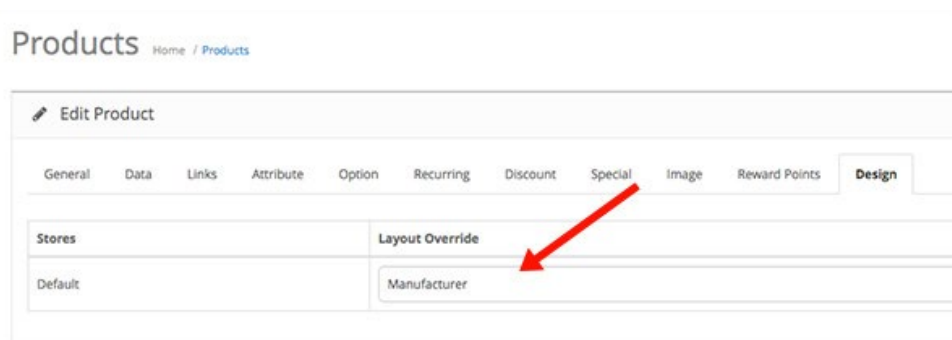 Products Home / Products
Edit Product
General Data Links Attribute Option Recurring Discount Special Image Reward Points Design
Stores Layout Override
Default Manufacturer